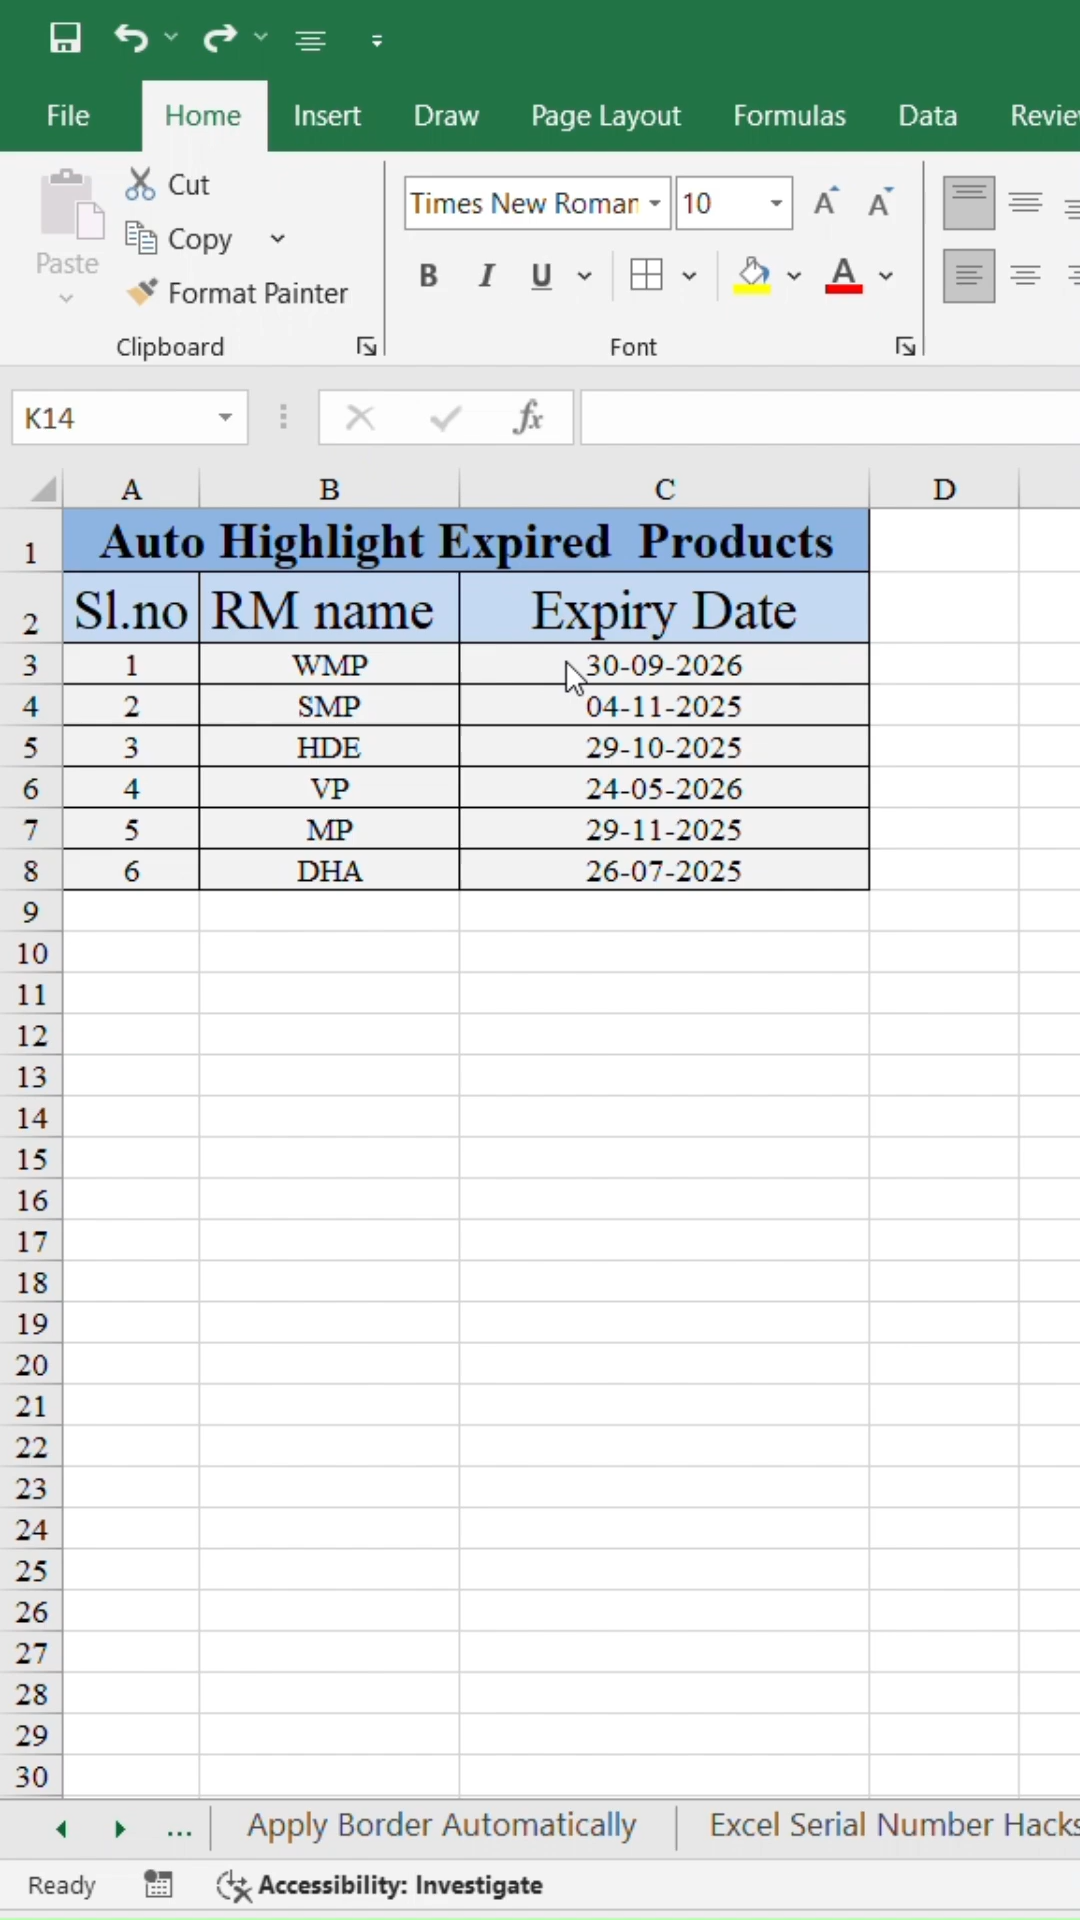 File Home Insert Draw Page Layout Formulas Data
Cut
Copy
Paste
Format Painter
Clipboard
Times New Roman 10
B I U A
Font
K14 fx
A B C D
1 Auto Highlight Expired Products
2 Sl.no RM name Expiry Date
3 1 WMP 30-09-2026
4 2 SMP 04-11-2025
5 3 HDE 29-10-2025
6 4 VP 24-05-2026
7 5 MP 29-11-2025
8 6 DHA 26-07-2025
9
10
11
12
13
14
15
16
17
18
19
20
21
22
23
24
25
26
27
28
29
30
... Apply Border Automatically Excel Serial Number Hacks
Ready Accessibility: Investigate